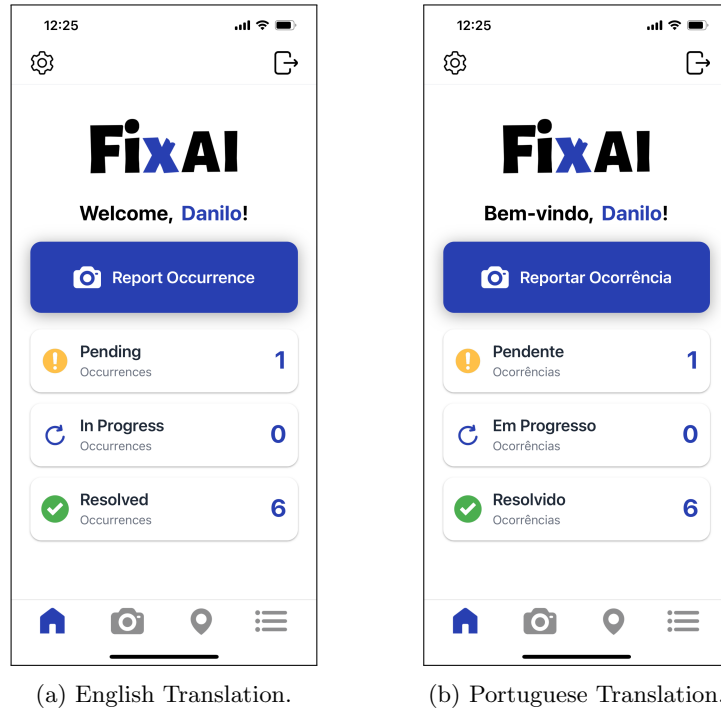 12:25
FixAI
Welcome, Danilo!
Report Occurrence
Pending
Occurrences
1
In Progress
Occurrences
0
Resolved
Occurrences
6
(a) English Translation.
12:25
FixAI
Bem-vindo, Danilo!
Reportar Ocorrência
Pendente
Ocorrências
1
Em Progresso
Ocorrências
0
Resolvido
Ocorrências
6
(b) Portuguese Translation.